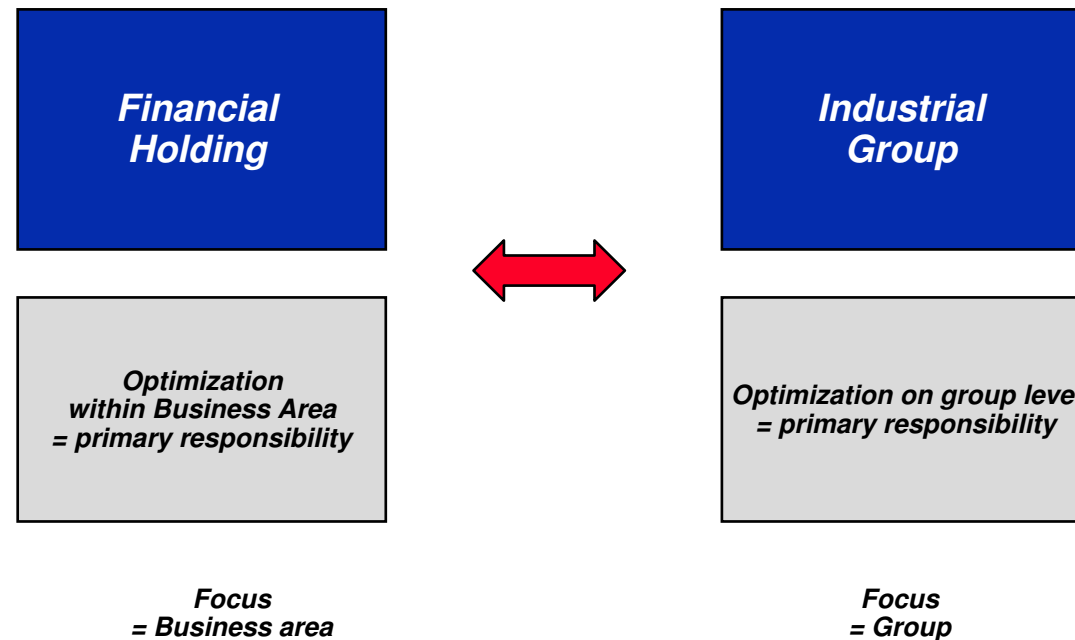 Financial
Holding
Industrial
Group
Optimization
within Business Area
= primary responsibility
Optimization on group leve
= primary responsibility
Focus
= Business area
Focus
= Group